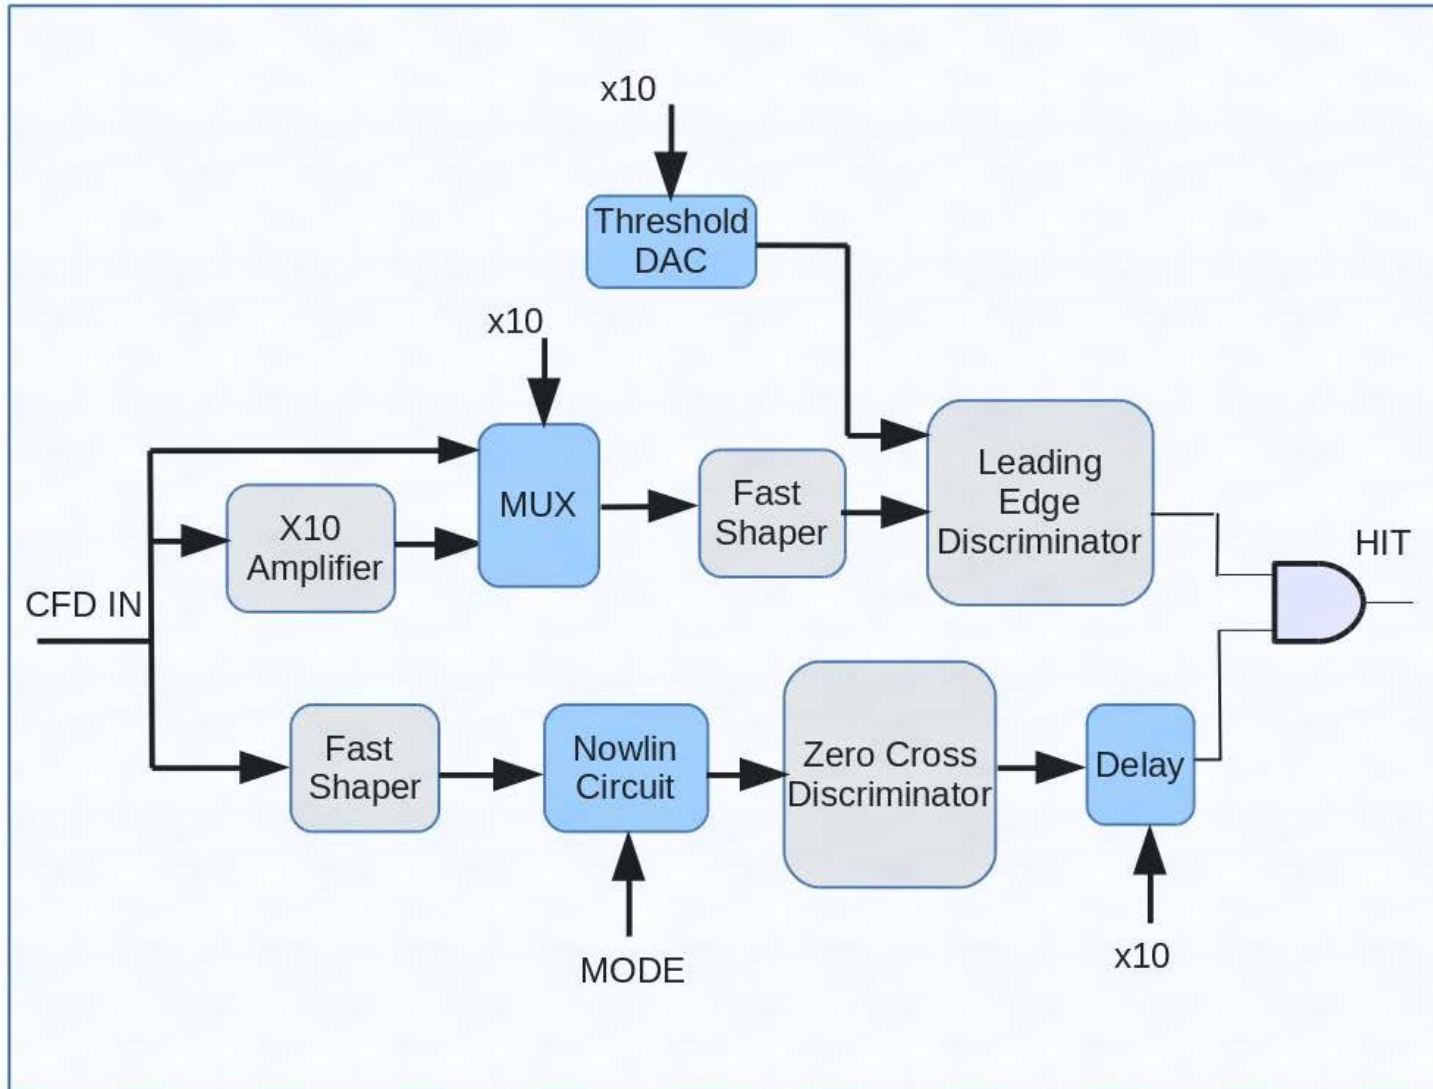 x10
Threshold
DAC
x10
MUX
Fast
Shaper
Leading
Edge
Discriminator
X10
Amplifier
HIT
CFD IN
Fast
Shaper
Nowlin
Circuit
Zero Cross
Discriminator
Delay
MODE
x10